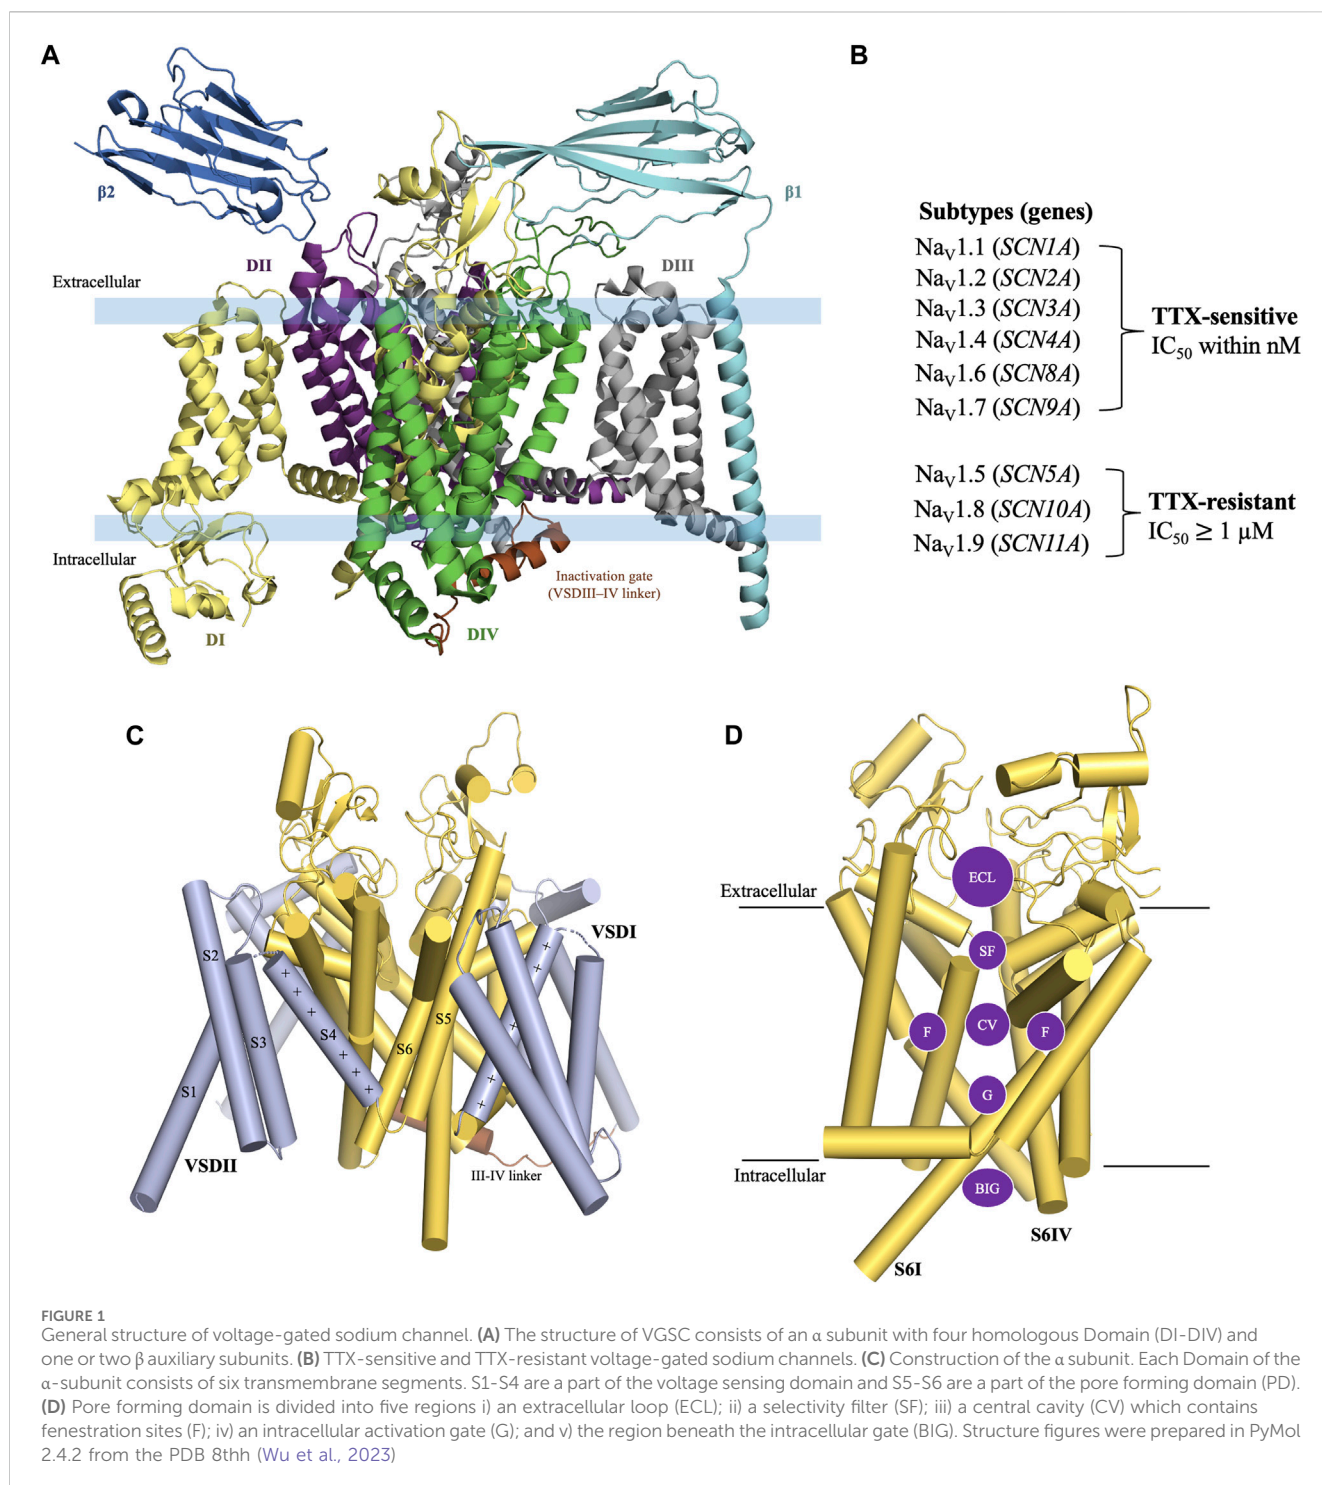 A
β2
β1
DII
DIII
Extracellular
Intracellular
Inactivation gate
(VSDIII–IV linker)
DI
DIV
B
Subtypes (genes)
NaV1.1 (SCN1A)
NaV1.2 (SCN2A)
NaV1.3 (SCN3A)
NaV1.4 (SCN4A)
NaV1.6 (SCN8A)
NaV1.7 (SCN9A)
TTX-sensitive
IC50 within nM
NaV1.5 (SCN5A)
NaV1.8 (SCN10A)
NaV1.9 (SCN11A)
TTX-resistant
IC50 ≥ 1 μM
C
VSDI
S2
+
+
+
+
+
+
S4
S5
S3
S6
S1
+
+
+
+
VSDII
III-IV linker
D
ECL
Extracellular
SF
CV
F
F
G
Intracellular
BIG
S6IV
S6I
FIGURE 1
General structure of voltage-gated sodium channel. (A) The structure of VGSC consists of an α subunit with four homologous Domain (DI-DIV) and
one or two β auxiliary subunits. (B) TTX-sensitive and TTX-resistant voltage-gated sodium channels. (C) Construction of the α subunit. Each Domain of the
α-subunit consists of six transmembrane segments. S1-S4 are a part of the voltage sensing domain and S5-S6 are a part of the pore forming domain (PD).
(D) Pore forming domain is divided into five regions i) an extracellular loop (ECL); ii) a selectivity filter (SF); iii) a central cavity (CV) which contains
fenestration sites (F); iv) an intracellular activation gate (G); and v) the region beneath the intracellular gate (BIG). Structure figures were prepared in PyMol
2.4.2 from the PDB 8thh (Wu et al., 2023)